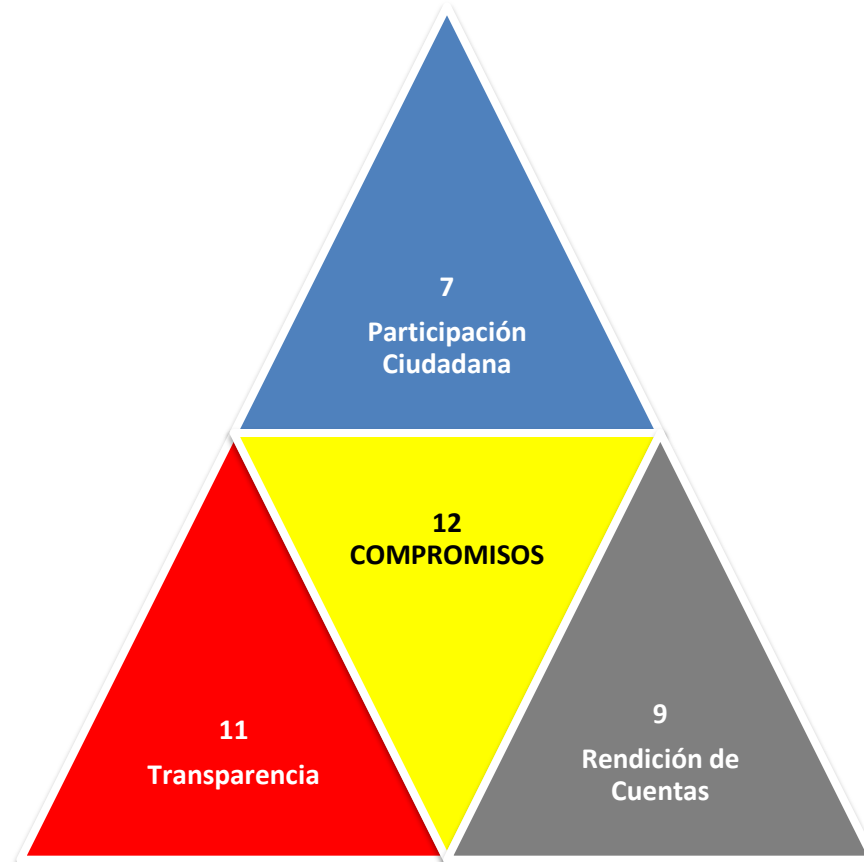 7
Participación
Ciudadana
12
COMPROMISOS
11
Transparencia
9
Rendición de
Cuentas